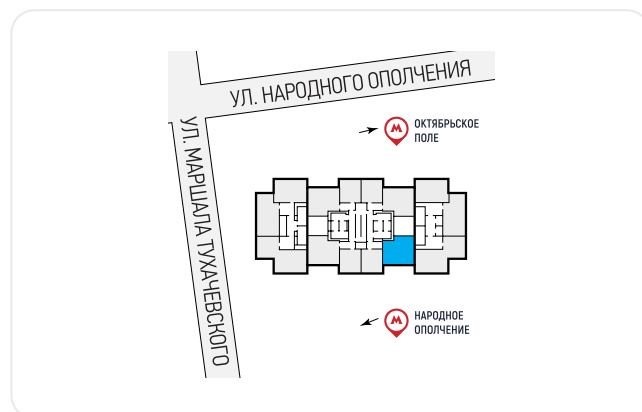 УЛ. НАРОДНОГО ОПОЛЧЕНИЯ
УЛ. МАРШАЛА ТУХАЧЕВСКОГО
М
ОКТЯБРЬСКОЕ
ПОЛЕ
М
НАРОДНОЕ
ОПОЛЧЕНИЕ